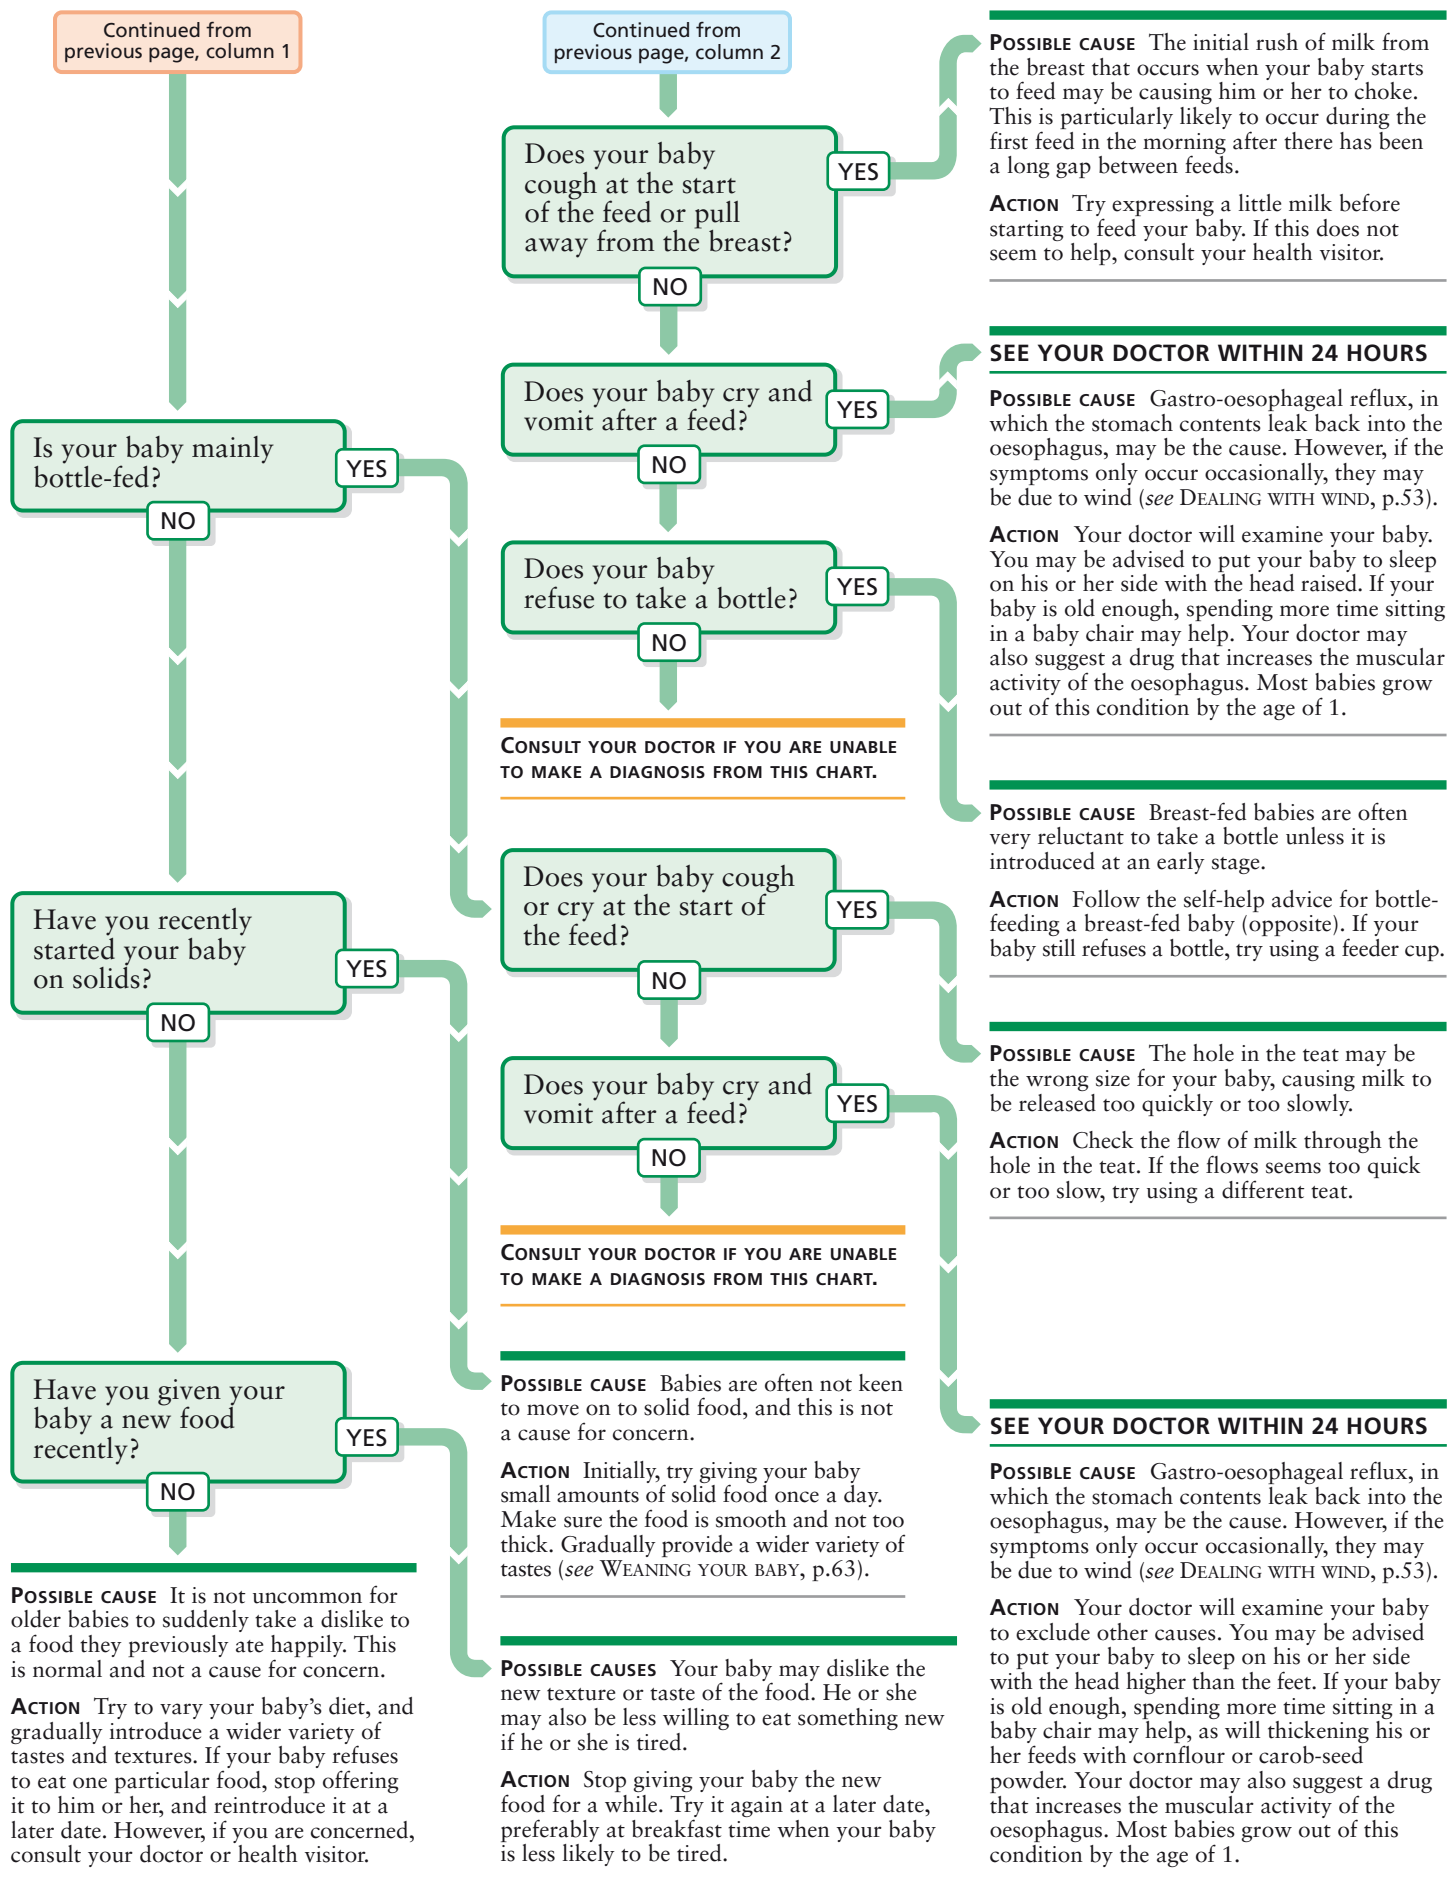 Continued from
previous page, column 1
Is your baby mainly
bottle-fed?
YES
NO
Have you recently
started your baby
on solids?
YES
NO
Have you given your
baby a new food
recently?
YES
NO
POSSIBLE CAUSE It is not uncommon for
older babies to suddenly take a dislike to
a food they previously ate happily. This
is normal and not a cause for concern.
ACTION Try to vary your baby's diet, and
gradually introduce a wider variety of
tastes and textures. If your baby refuses
to eat one particular food, stop offering
it to him or her, and reintroduce it at a
later date. However, if you are concerned,
consult your doctor or health visitor.
Continued from
previous page, column 2
Does your baby
cough at the start
of the feed or pull
away from the breast?
YES
NO
Does your baby cry and
vomit after a feed?
YES
NO
Does your baby
refuse to take a bottle?
YES
NO
CONSULT YOUR DOCTOR IF YOU ARE UNABLE
TO MAKE A DIAGNOSIS FROM THIS CHART.
Does your baby cough
or cry at the start of
the feed?
YES
NO
Does your baby cry and
vomit after a feed?
YES
NO
CONSULT YOUR DOCTOR IF YOU ARE UNABLE
TO MAKE A DIAGNOSIS FROM THIS CHART.
POSSIBLE CAUSE Babies are often not keen
to move on to solid food, and this is not
a cause for concern.
ACTION Initially, try giving your baby
small amounts of solid food once a day.
Make sure the food is smooth and not too
thick. Gradually provide a wider variety of
tastes (see WEANING YOUR BABY, p.63).
POSSIBLE CAUSES Your baby may dislike the
new texture or taste of the food. He or she
may also be less willing to eat something new
if he or she is tired.
ACTION Stop giving your baby the new
food for a while. Try it again at a later date,
preferably at breakfast time when your baby
is less likely to be tired.
POSSIBLE CAUSE The initial rush of milk from
the breast that occurs when your baby starts
to feed may be causing him or her to choke.
This is particularly likely to occur during the
first feed in the morning after there has been
a long gap between feeds.
ACTION Try expressing a little milk before
starting to feed your baby. If this does not
seem to help, consult your health visitor.
SEE YOUR DOCTOR WITHIN 24 HOURS
POSSIBLE CAUSE Gastro-oesophageal reflux, in
which the stomach contents leak back into the
oesophagus, may be the cause. However, if the
symptoms only occur occasionally, they may
be due to wind (see DEALING WITH WIND, p.53).
ACTION Your doctor will examine your baby.
You may be advised to put your baby to sleep
on his or her side with the head raised. If your
baby is old enough, spending more time sitting
in a baby chair may help. Your doctor may
also suggest a drug that increases the muscular
activity of the oesophagus. Most babies grow
out of this condition by the age of 1.
POSSIBLE CAUSE Breast-fed babies are often
very reluctant to take a bottle unless it is
introduced at an early stage.
ACTION Follow the self-help advice for bottle-
feeding a breast-fed baby (opposite). If your
baby still refuses a bottle, try using a feeder cup.
POSSIBLE CAUSE The hole in the teat may be
the wrong size for your baby, causing milk to
be released too quickly or too slowly.
ACTION Check the flow of milk through the
hole in the teat. If the flows seems too quick
or too slow, try using a different teat.
SEE YOUR DOCTOR WITHIN 24 HOURS
POSSIBLE CAUSE Gastro-oesophageal reflux, in
which the stomach contents leak back into the
oesophagus, may be the cause. However, if the
symptoms only occur occasionally, they may
be due to wind (see DEALING WITH WIND, p.53).
ACTION Your doctor will examine your baby
to exclude other causes. You may be advised
to put your baby to sleep on his or her side
with the head higher than the feet. If your baby
is old enough, spending more time sitting in a
baby chair may help, as will thickening his or
her feeds with cornflour or carob-seed
powder. Your doctor may also suggest a drug
that increases the muscular activity of the
oesophagus. Most babies grow out of this
condition by the age of 1.